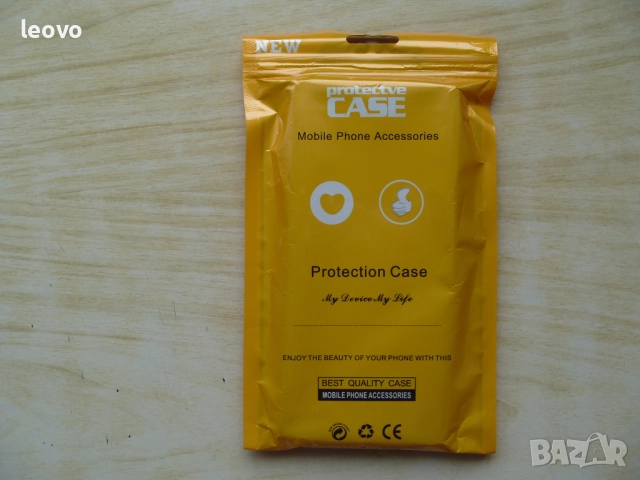 leovo
NEW
protectve
CASE
Mobile Phone Accessories
Protection Case
My Device My Life
ENJOY THE BEAUTY OF YOUR PHONE WITH THIS
BEST QUALITY CASE
MOBILE PHONE ACCESSORIES
CE
BAZAR